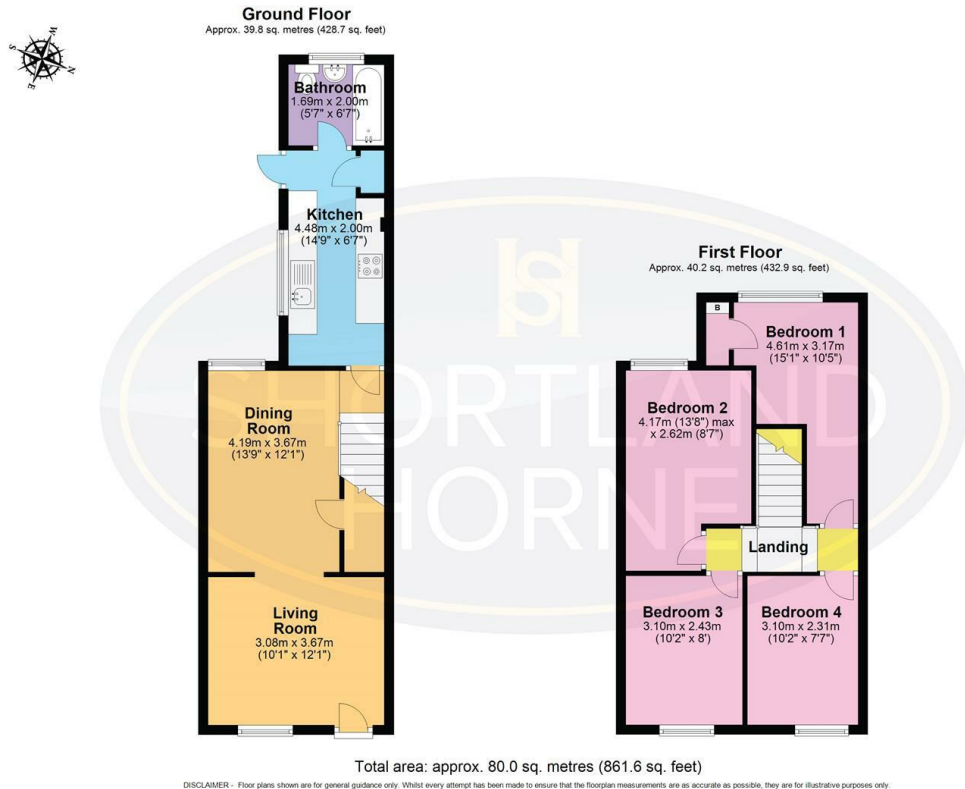 Ground Floor
Approx. 39.8 sq. metres (428.7 sq. feet)
W
S
N
E
Bathroom
1.69m x 2.00m
(5'7" x 6'7")
Kitchen
4.48m x 2.00m
(14'9" x 6'7")
Dining
Room
4.19m x 3.67m
(13'9" x 12'1")
Living
Room
3.08m x 3.67m
(10'1" x 12'1")
First Floor
Approx. 40.2 sq. metres (432.9 sq. feet)
B
Bedroom 1
4.61m x 3.17m
(15'1" x 10'5")
Bedroom 2
4.17m (13'8") max
x 2.62m (8'7")
Landing
Bedroom 3
3.10m x 2.43m
(10'2" x 8')
Bedroom 4
3.10m x 2.31m
(10'2" x 7'7")
SHORTLAND
HORNE
Total area: approx. 80.0 sq. metres (861.6 sq. feet)
DISCLAIMER - Floor plans shown are for general guidance only. Whilst every attempt has been made to ensure that the floorplan measurements are as accurate as possible, they are for illustrative purposes only.